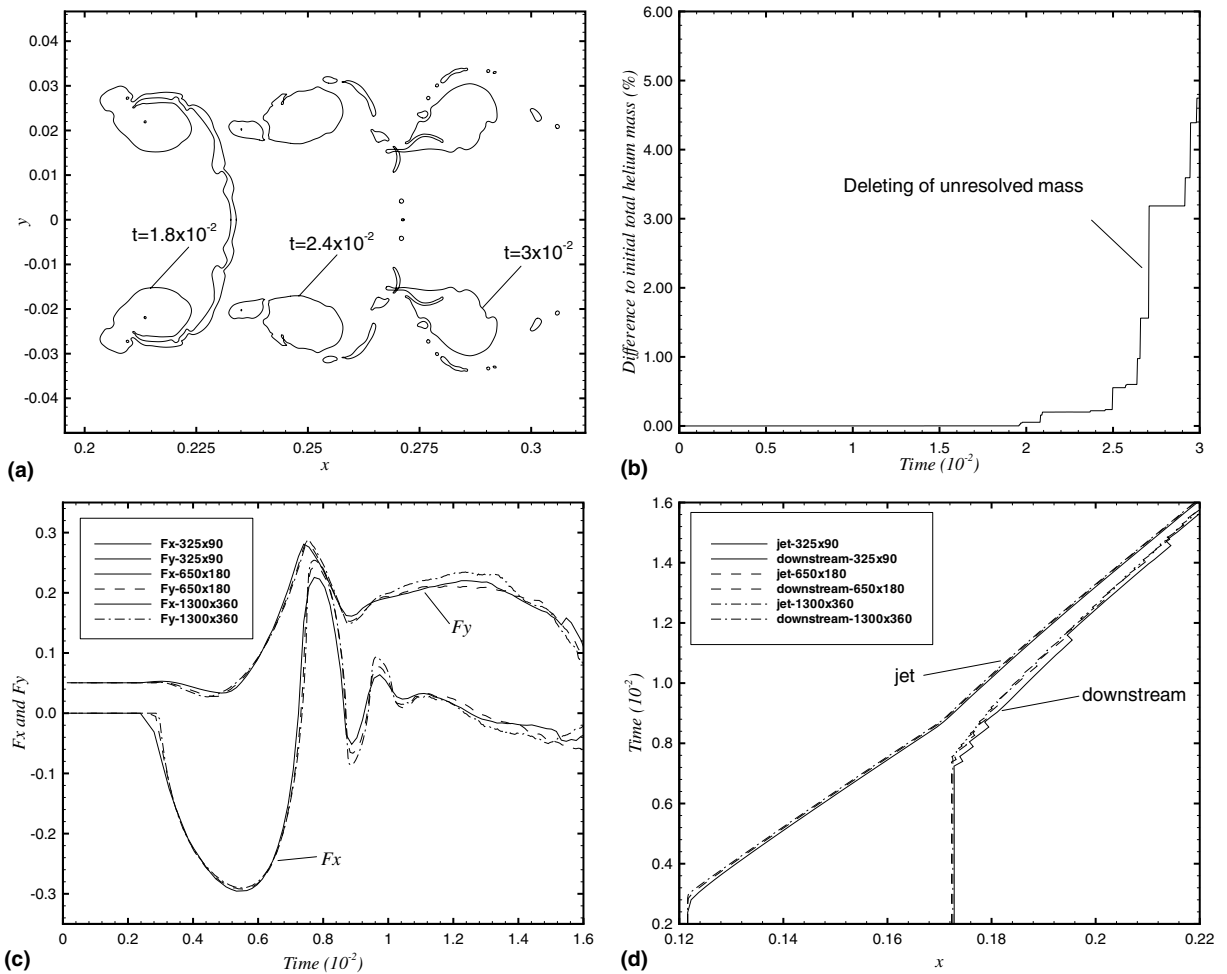 0.04
0.03
0.02
0.01
0
-0.01
-0.02
-0.03
-0.04
y
t=1.8x10-2
t=2.4x10-2
t=3x10-2
0.2
0.225
0.25
0.275
0.3
x
(a)
6.00
5.00
4.00
3.00
2.00
1.00
0.00
Difference to initial total helium mass (%)
Deleting of unresolved mass
0
0.5
1
1.5
2
2.5
3
Time (10-2)
(b)
0.3
0.2
0.1
0.0
-0.1
-0.2
-0.3
Fx and Fy
Fx-325x90
Fy-325x90
Fx-650x180
Fy-650x180
Fx-1300x360
Fy-1300x360
Fy
Fx
0
0.2
0.4
0.6
0.8
1.0
1.2
1.4
1.6
Time (10-2)
(c)
1.6
1.4
1.2
1.0
0.8
0.6
0.4
0.2
Time (10-2)
jet-325x90
downstream-325x90
jet-650x180
downstream-650x180
jet-1300x360
downstream-1300x360
jet
downstream
0.12
0.14
0.16
0.18
0.2
0.22
x
(d)